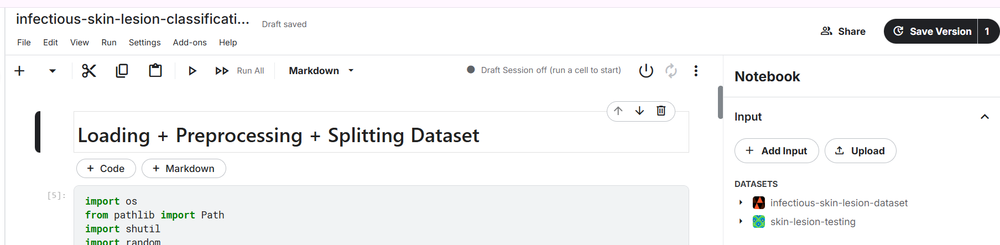 infectious-skin-lesion-classificati...
Draft saved
File Edit View Run Settings Add-ons Help
Share
Save Version 1
Run All
Markdown
Draft Session off (run a cell to start)
Loading + Preprocessing + Splitting Dataset
+ Code + Markdown
[5]:
import os
from pathlib import Path
import shutil
import random
Notebook
Input
+ Add Input
Upload
DATASETS
infectious-skin-lesion-dataset
skin-lesion-testing